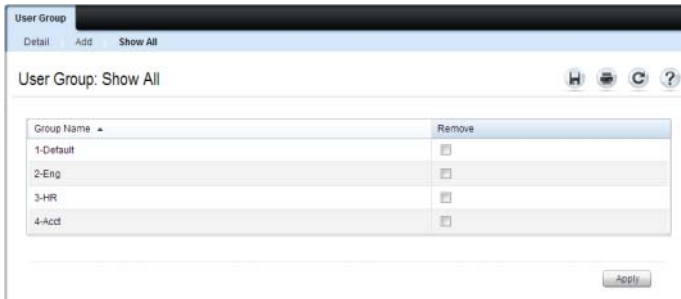 User Group
Detail Add Show All
User Group: Show All
?
Group Name Remove
1-Default
2-Eng
3-HR
4-Acct
Apply